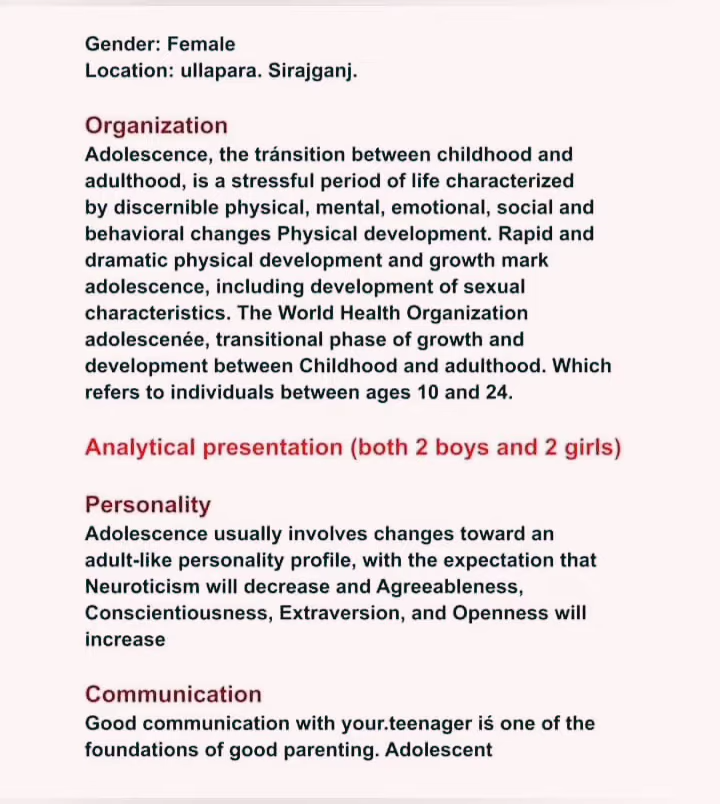 Gender: Female
Location: ullapara. Sirajganj.
Organization
Adolescence, the tránsition between childhood and
adulthood, is a stressful period of life characterized
by discernible physical, mental, emotional, social and
behavioral changes Physical development. Rapid and
dramatic physical development and growth mark
adolescence, including development of sexual
characteristics. The World Health Organization
adolescenée, transitional phase of growth and
development between Childhood and adulthood. Which
refers to individuals between ages 10 and 24.
Analytical presentation (both 2 boys and 2 girls)
Personality
Adolescence usually involves changes toward an
adult-like personality profile, with the expectation that
Neuroticism will decrease and Agreeableness,
Conscientiousness, Extraversion, and Openness will
increase
Communication
Good communication with your.teenager iś one of the
foundations of good parenting. Adolescent